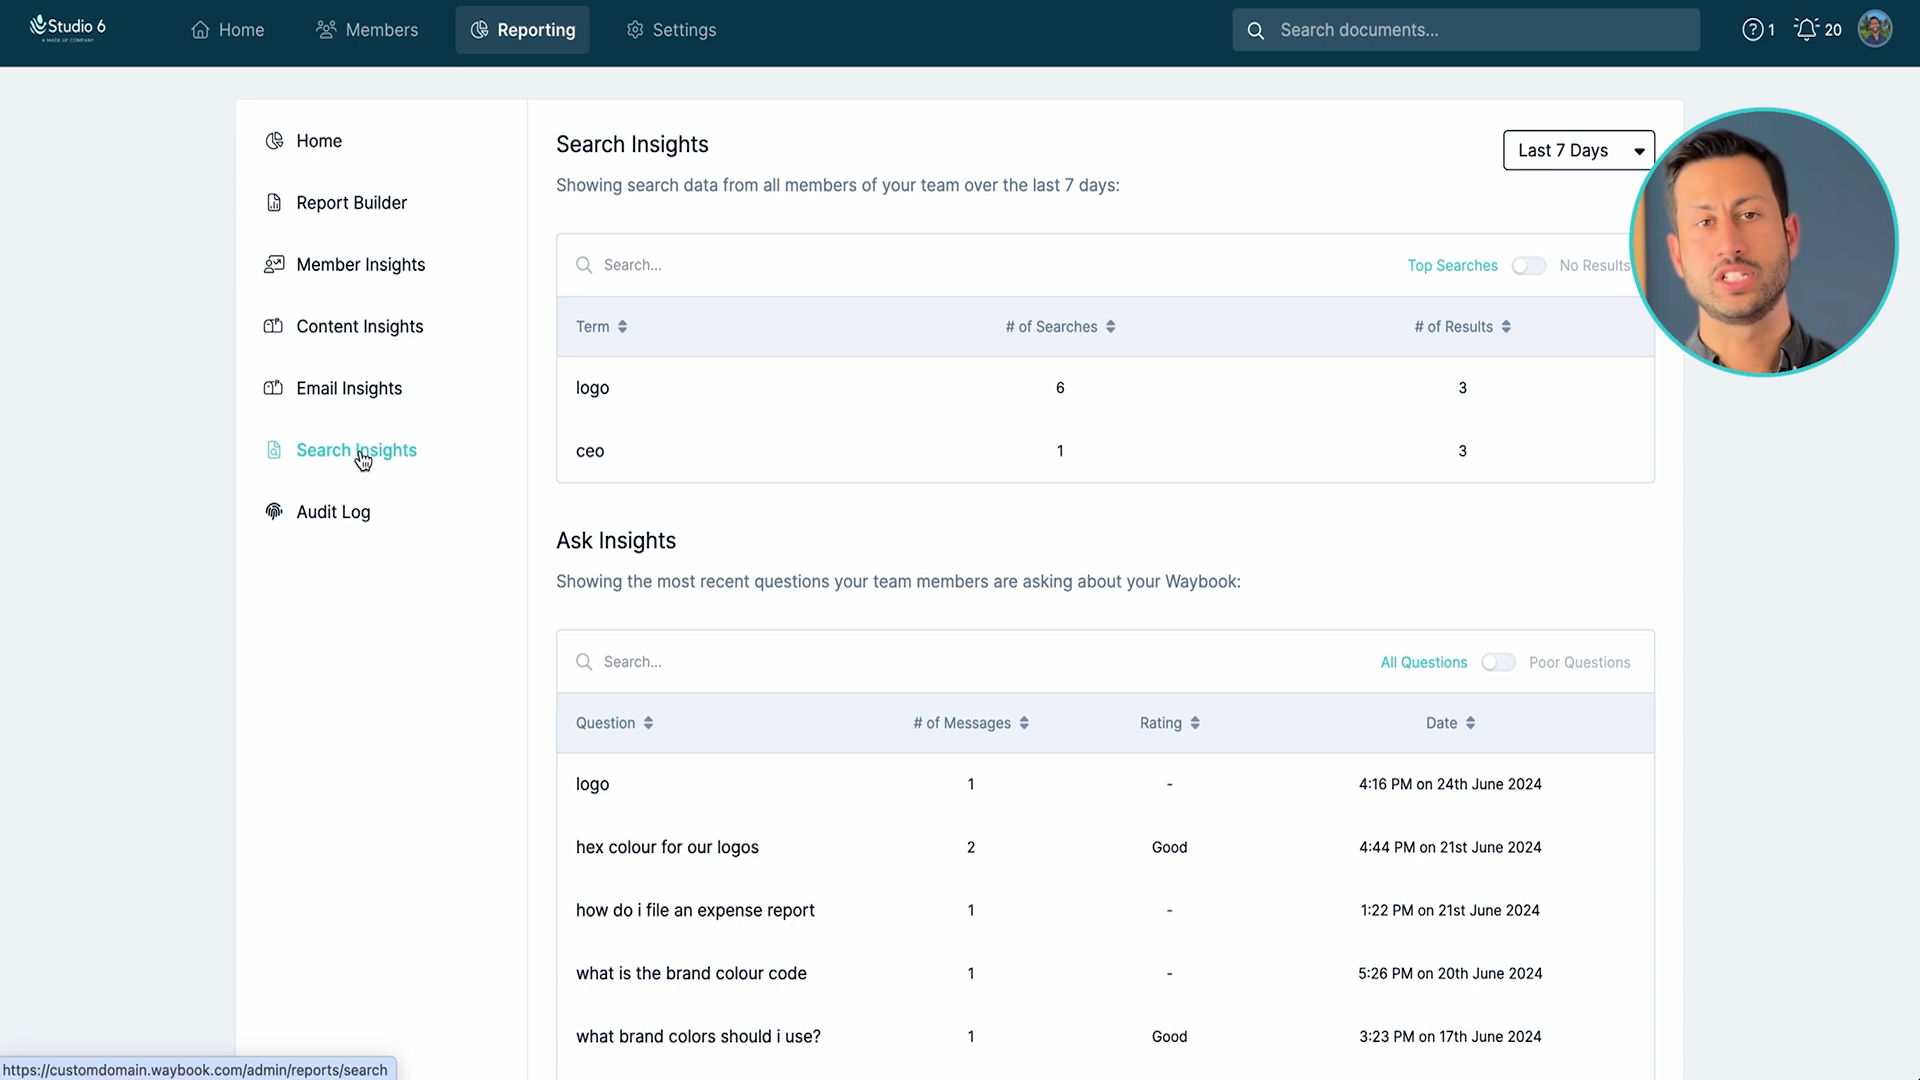 Studio 6
A MADE UP COMPANY
Home
Members
Reporting
Settings
Search documents...
1
20
Home
Report Builder
Member Insights
Content Insights
Email Insights
Search Insights
Audit Log
Search Insights
Last 7 Days
Showing search data from all members of your team over the last 7 days:
Search...
Top Searches
No Results
Term
# of Searches
# of Results
logo 6 3
ceo 1 3
Ask Insights
Showing the most recent questions your team members are asking about your Waybook:
Search...
All Questions
Poor Questions
Question
# of Messages
Rating
Date
logo 1 - 4:16 PM on 24th June 2024
hex colour for our logos 2 Good 4:44 PM on 21st June 2024
how do i file an expense report 1 - 1:22 PM on 21st June 2024
what is the brand colour code 1 - 5:26 PM on 20th June 2024
what brand colors should i use? 1 Good 3:23 PM on 17th June 2024
https://customdomain.waybook.com/admin/reports/search